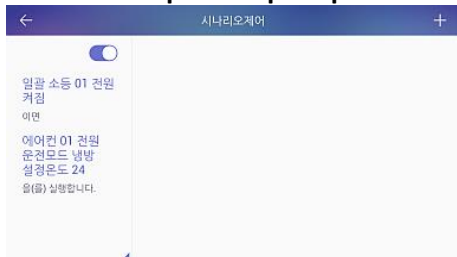 시나리오제어
일괄 소등 01 전원
켜짐
이면
에어컨 01 전원
운전모드 냉방
설정온도 24
을(를) 실행합니다.